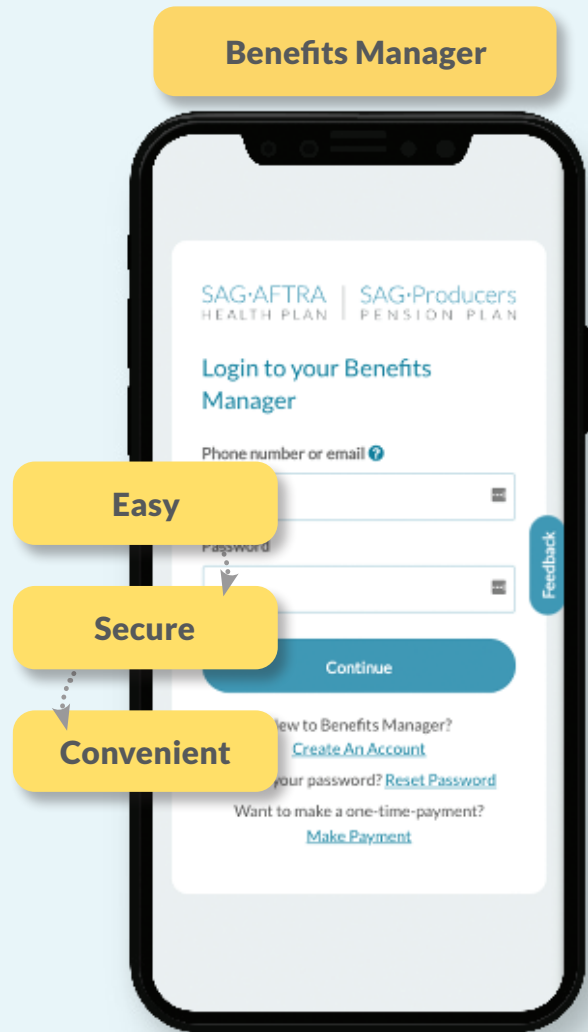 Benefits Manager
SAG·AFTRA | SAG·Producers
HEALTH PLAN | PENSION PLAN
Login to your Benefits
Manager
Phone number or email ?
Easy
Password
Feedback
Secure
Continue
to Benefits Manager?
Create An Account
Convenient
your password? Reset Password
Want to make a one-time-payment?
Make Payment